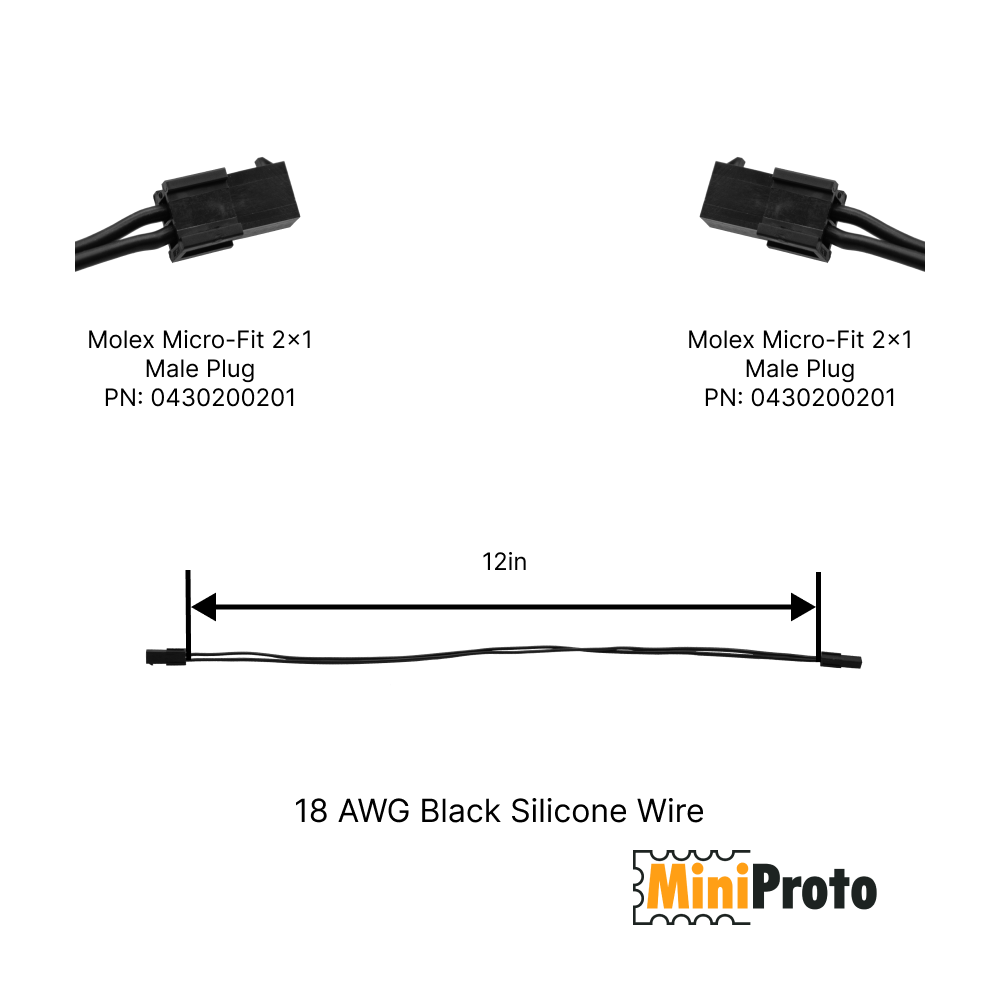 Molex Micro-Fit 2×1
Male Plug
PN: 0430200201
Molex Micro-Fit 2×1
Male Plug
PN: 0430200201
12in
18 AWG Black Silicone Wire
MiniProto